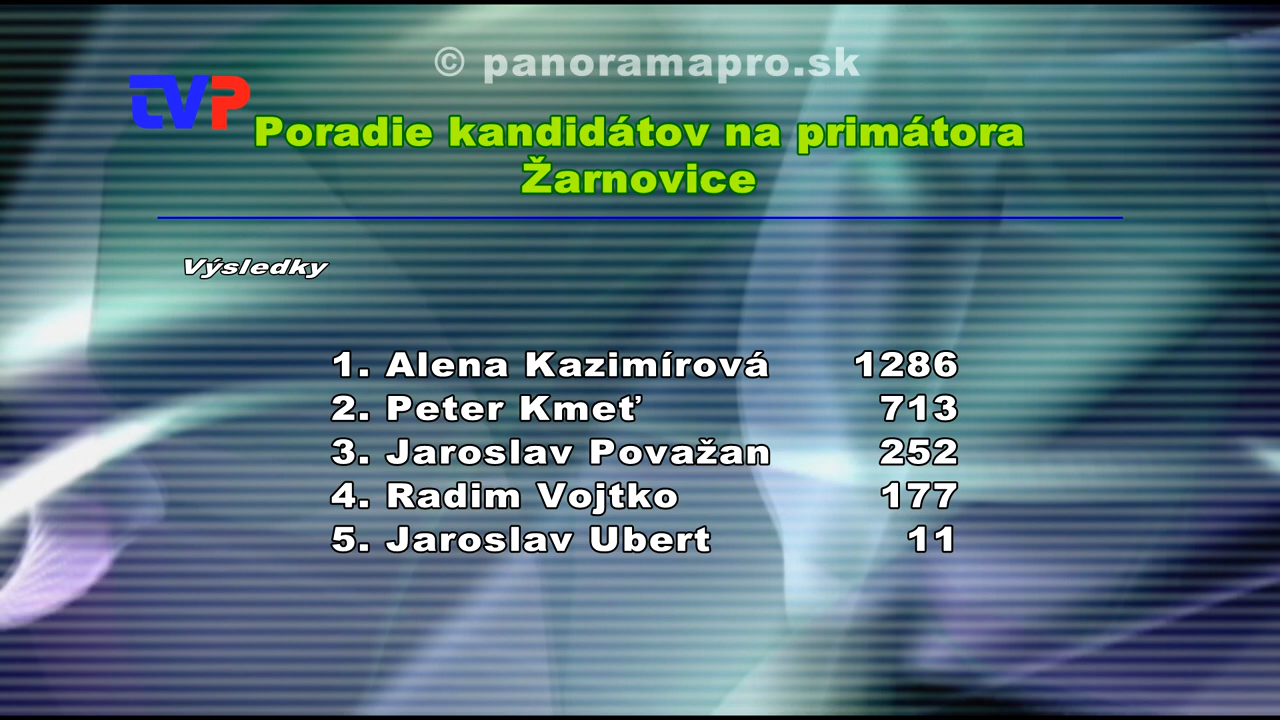 © panoramapro.sk
TVP
Poradie kandidátov na primátora
Žarnovice
Výsledky
1. Alena Kazimírová 1286
2. Peter Kmeť 713
3. Jaroslav Považan 252
4. Radim Vojtko 177
5. Jaroslav Ubert 11